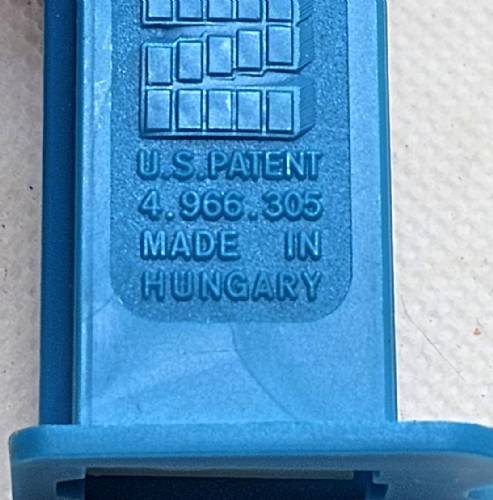 U.S.PATENT
4.966.305
MADE IN
HUNGARY